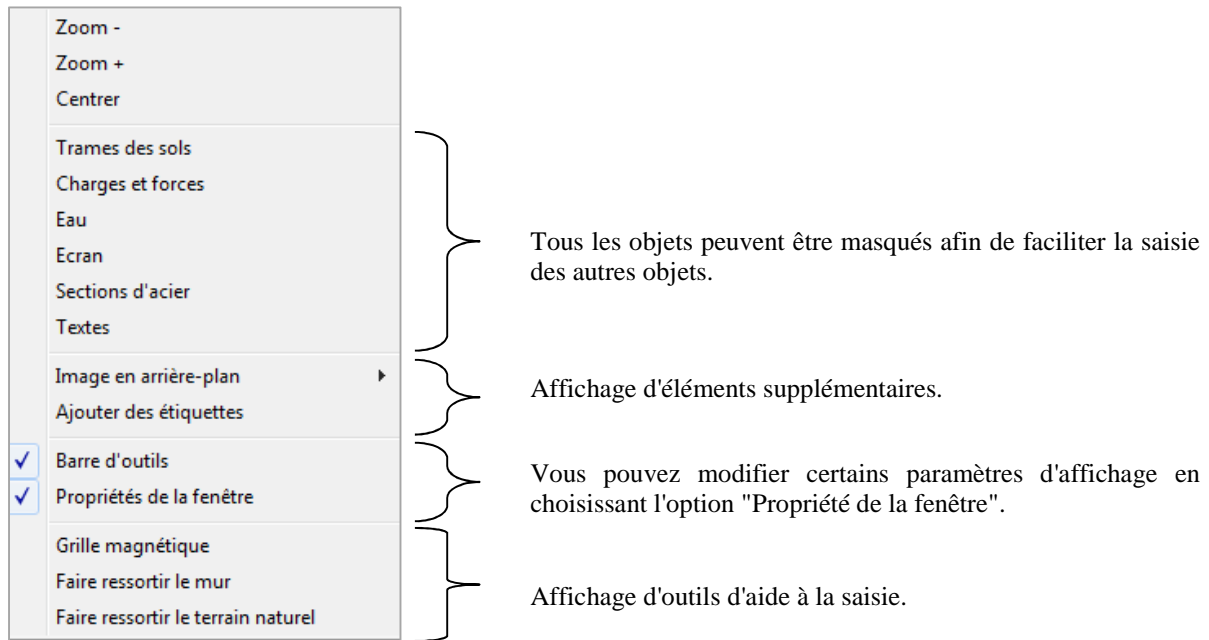 Zoom -
Zoom +
Centrer
Trames des sols
Charges et forces
Eau
Ecran
Sections d'acier
Textes
Tous les objets peuvent être masqués afin de faciliter la saisie
des autres objets.
Image en arrière-plan
Ajouter des étiquettes
Affichage d'éléments supplémentaires.
Barre d'outils
Propriétés de la fenêtre
Vous pouvez modifier certains paramètres d'affichage en
choisissant l'option "Propriété de la fenêtre".
Grille magnétique
Faire ressortir le mur
Faire ressortir le terrain naturel
Affichage d'outils d'aide à la saisie.